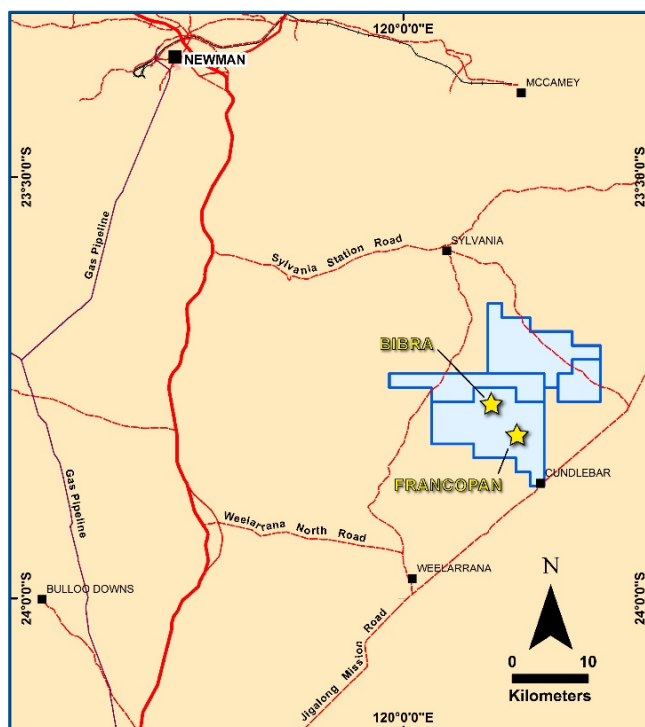 120°0'0"E
NEWMAN
MCCAMEY
23°30'0"S
23°30'0"S
Gas Pipeline
Sylvania Station Road
SYLVANIA
BIBRA
FRANCOPAN
CUNDLEBAR
Gas Pipeline
Weelarrana North Road
WEELARRANA
BULLOO DOWNS
24°0'0"S
24°0'0"S
Jigalong Mission Road
N
0 10
Kilometers
120°0'0"E